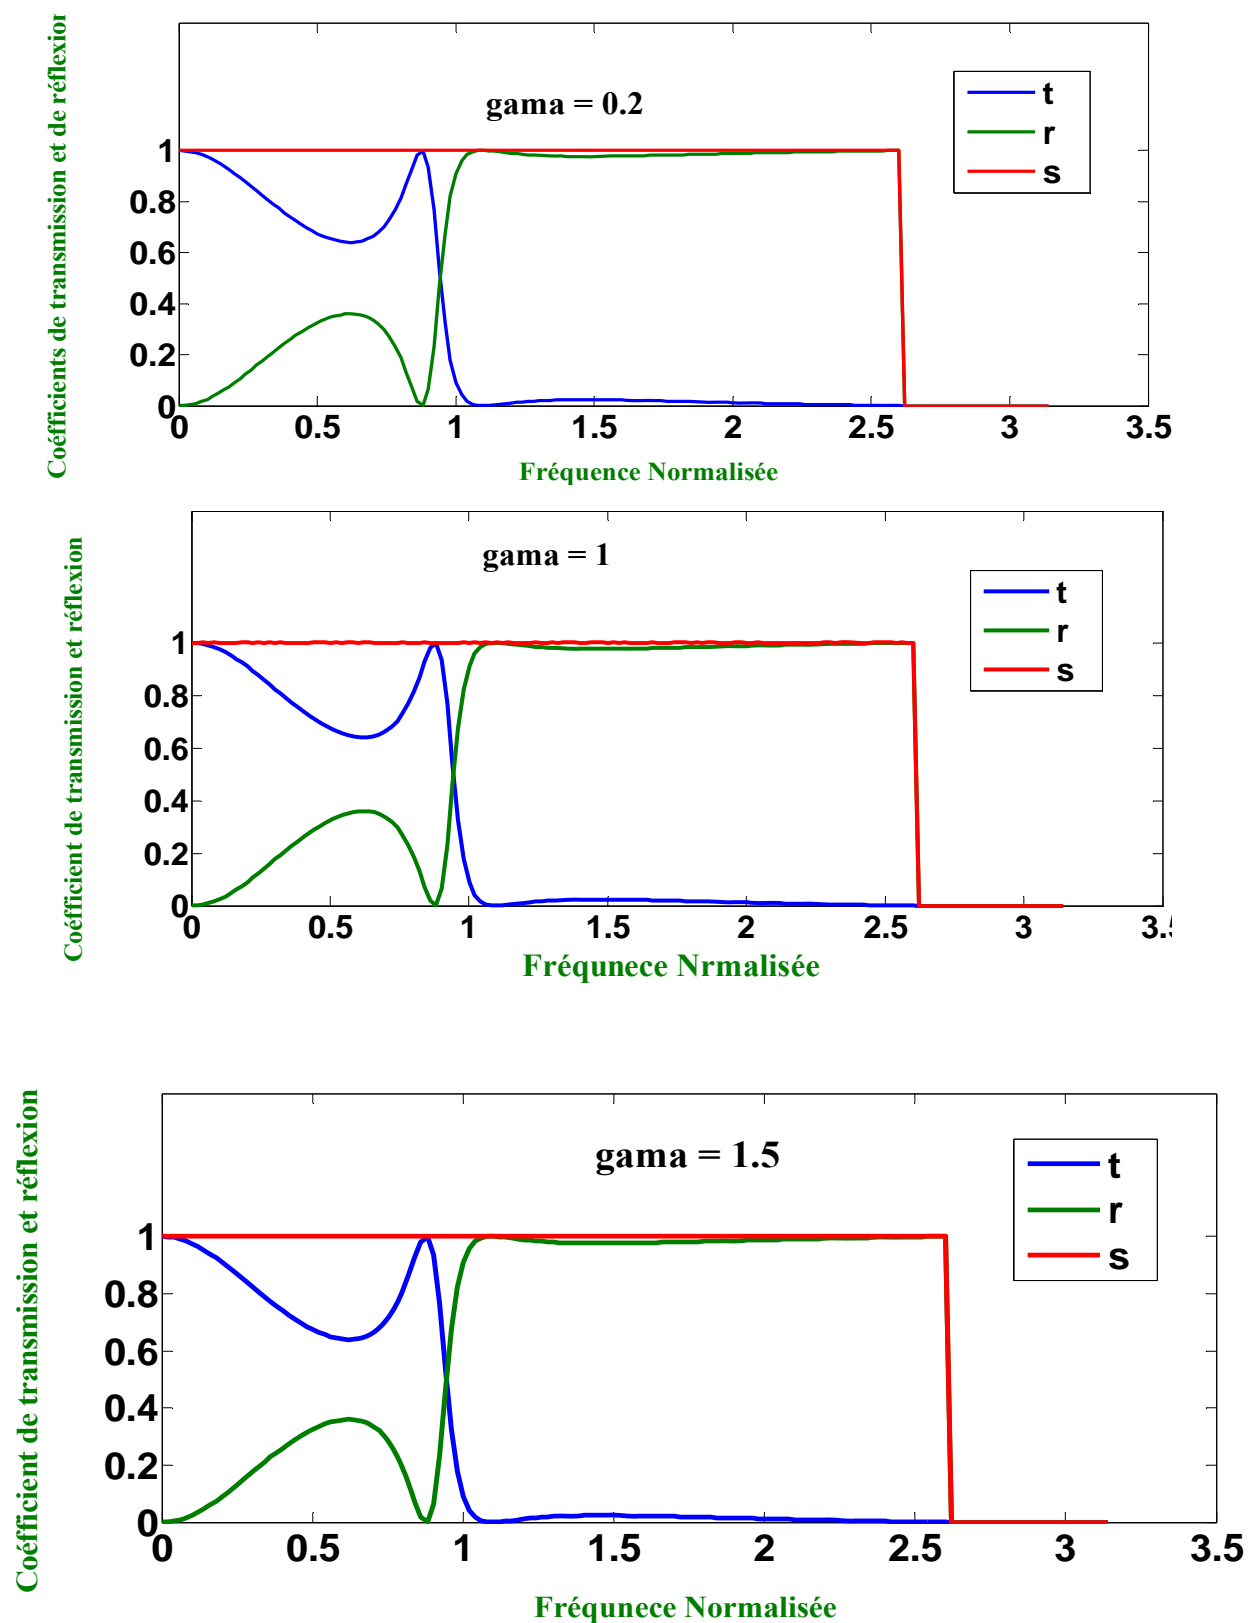 Coéfficients de transmission et de réflexion
gama = 0.2
t
r
s
1
0.8
0.6
0.4
0.2
0
0 0.5 1 1.5 2 2.5 3 3.5
Fréquence Normalisée
Coéfficient de transmission et réflexion
gama = 1
t
r
s
1
0.8
0.6
0.4
0.2
0
0 0.5 1 1.5 2 2.5 3 3.5
Fréqunece Nrmalisée
Coéfficient de transmission et réflexion
gama = 1.5
t
r
s
1
0.8
0.6
0.4
0.2
0
0 0.5 1 1.5 2 2.5 3 3.5
Fréqunece Normalisée